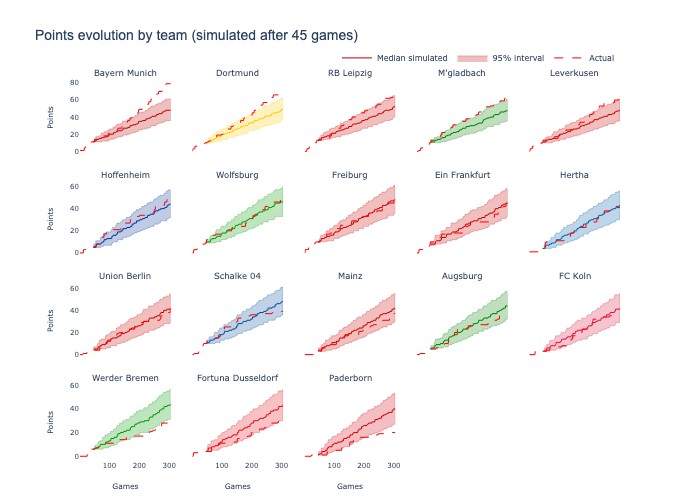 Points evolution by team (simulated after 45 games)
Median simulated 95% interval Actual
Bayern Munich Dortmund RB Leipzig M'gladbach Leverkusen
80
60
40
20
0
Points
Hoffenheim Wolfsburg Freiburg Ein Frankfurt Hertha
60
40
20
0
Points
Union Berlin Schalke 04 Mainz Augsburg FC Koln
60
40
20
0
Points
Werder Bremen Fortuna Dusseldorf Paderborn
60
40
20
0
Points
100 200 300 100 200 300 100 200 300
Games Games Games